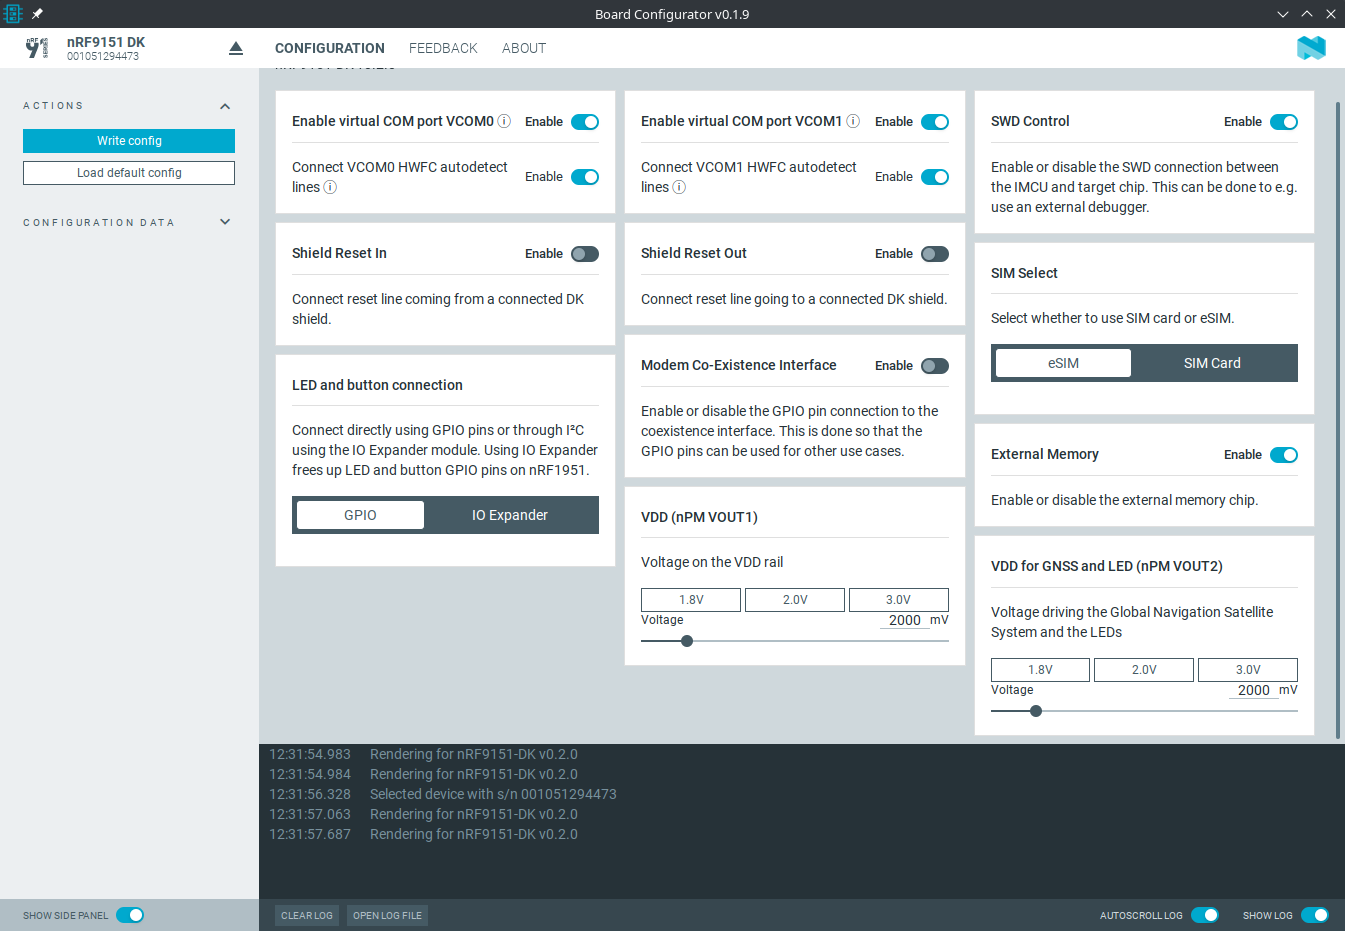 Board Configurator v0.1.9
nRF 91 SERIES
nRF9151 DK
001051294473
CONFIGURATION
FEEDBACK
ABOUT
ACTIONS
Write config
Load default config
CONFIGURATION DATA
Enable virtual COM port VCOM0
Enable
Connect VCOM0 HWFC autodetect
lines
Enable
Shield Reset In
Enable
Connect reset line coming from a connected DK
shield.
LED and button connection
Connect directly using GPIO pins or through I²C
using the IO Expander module. Using IO Expander
frees up LED and button GPIO pins on nRF1951.
GPIO
IO Expander
Enable virtual COM port VCOM1
Enable
Connect VCOM1 HWFC autodetect
lines
Enable
Shield Reset Out
Enable
Connect reset line going to a connected DK shield.
Modem Co-Existence Interface
Enable
Enable or disable the GPIO pin connection to the
coexistence interface. This is done so that the
GPIO pins can be used for other use cases.
VDD (nPM VOUT1)
Voltage on the VDD rail
1.8V
2.0V
3.0V
Voltage
2000 mV
SWD Control
Enable
Enable or disable the SWD connection between
the IMCU and target chip. This can be done to e.g.
use an external debugger.
SIM Select
Select whether to use SIM card or eSIM.
eSIM
SIM Card
External Memory
Enable
Enable or disable the external memory chip.
VDD for GNSS and LED (nPM VOUT2)
Voltage driving the Global Navigation Satellite
System and the LEDs
1.8V
2.0V
3.0V
Voltage
2000 mV
12:31:54.983 Rendering for nRF9151-DK v0.2.0
12:31:54.984 Rendering for nRF9151-DK v0.2.0
12:31:56.328 Selected device with s/n 001051294473
12:31:57.063 Rendering for nRF9151-DK v0.2.0
12:31:57.687 Rendering for nRF9151-DK v0.2.0
SHOW SIDE PANEL
CLEAR LOG
OPEN LOG FILE
AUTOSCROLL LOG
SHOW LOG